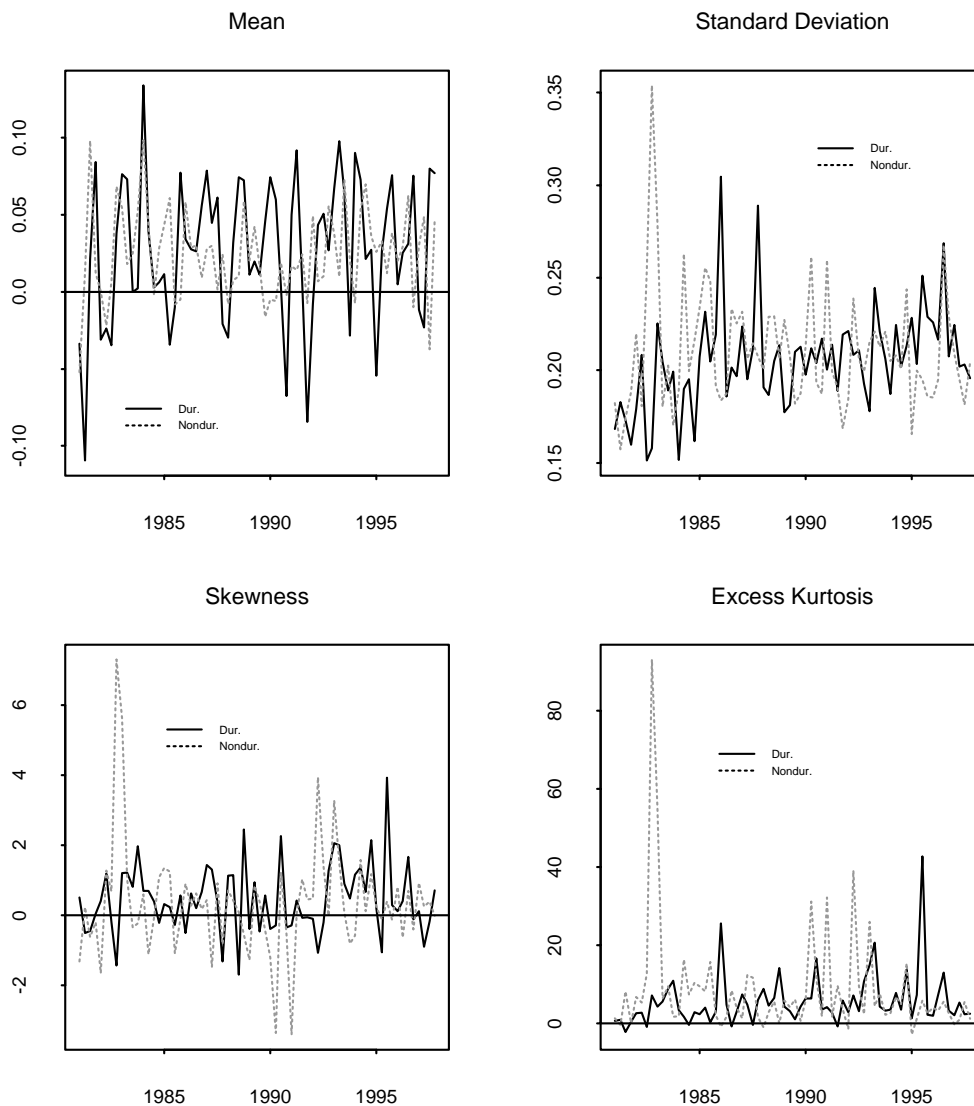 Mean
0.10
0.05
0.0
-0.10
Dur.
Nondur.
1985
1990
1995
Standard Deviation
0.35
0.30
0.25
0.20
0.15
Dur.
Nondur.
1985
1990
1995
Skewness
6
4
2
0
-2
Dur.
Nondur.
1985
1990
1995
Excess Kurtosis
80
60
40
20
0
Dur.
Nondur.
1985
1990
1995